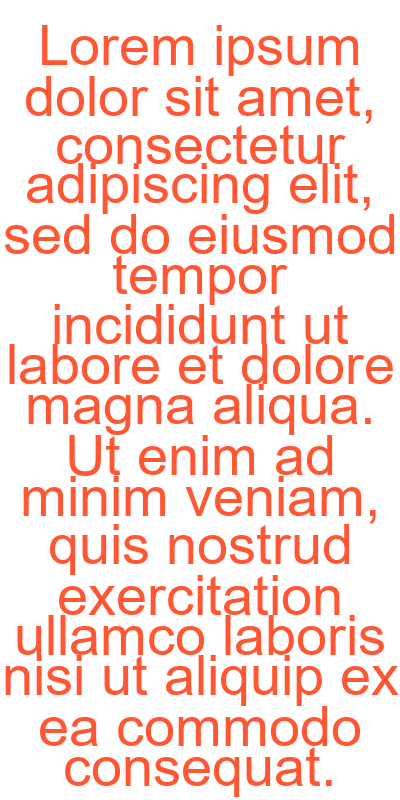 Lorem ipsum
dolor sit amet,
consectetur
adipiscing elit,
sed do eiusmod
tempor
incididunt ut
labore et dolore
magna aliqua.
Ut enim ad
minim veniam,
quis nostrud
exercitation
ullamco laboris
nisi ut aliquip ex
ea commodo
consequat.